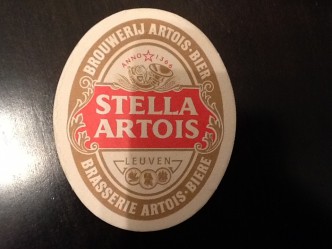 BROUWERIJ ARTOIS·BIER
ANNO 1366
STELLA
ARTOIS
LEUVEN
BRASSERIE ARTOIS·BIERE